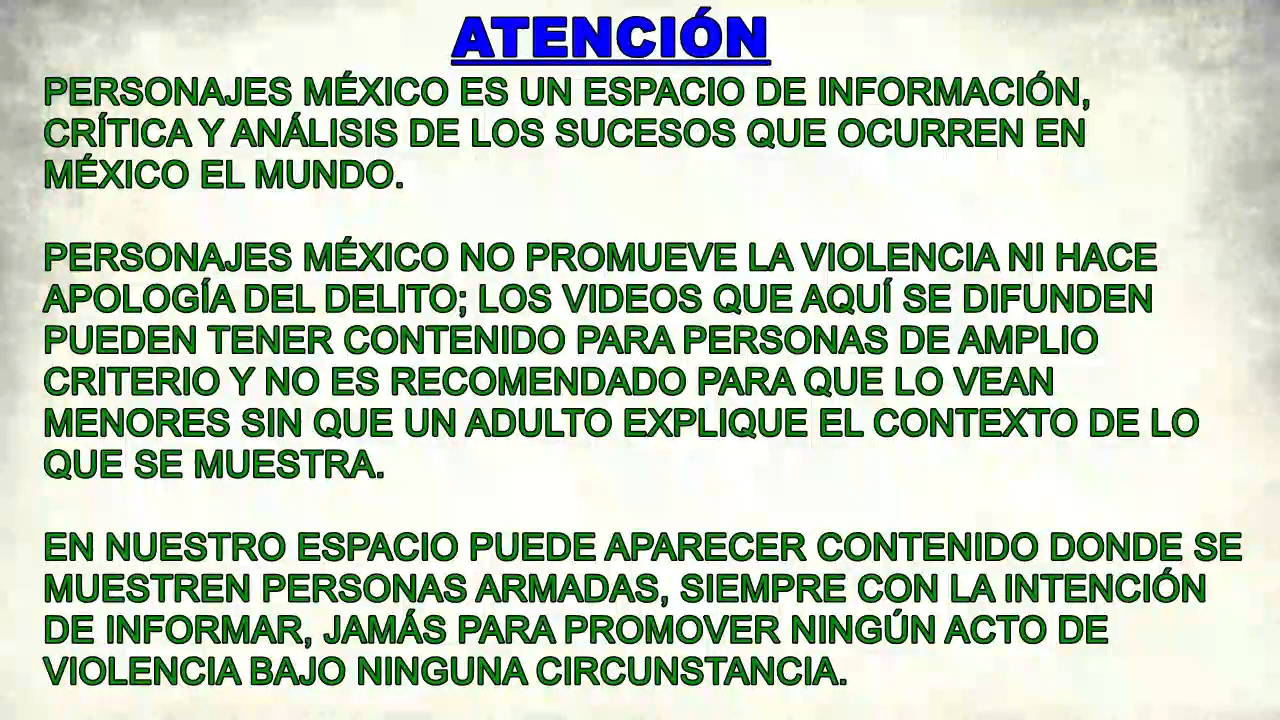 ATENCIÓN
PERSONAJES MÉXICO ES UN ESPACIO DE INFORMACIÓN,
CRÍTICA Y ANÁLISIS DE LOS SUCESOS QUE OCURREN EN
MÉXICO EL MUNDO.
PERSONAJES MÉXICO NO PROMUEVE LA VIOLENCIA NI HACE
APOLOGÍA DEL DELITO; LOS VIDEOS QUE AQUÍ SE DIFUNDEN
PUEDEN TENER CONTENIDO PARA PERSONAS DE AMPLIO
CRITERIO Y NO ES RECOMENDADO PARA QUE LO VEAN
MENORES SIN QUE UN ADULTO EXPLIQUE EL CONTEXTO DE LO
QUE SE MUESTRA.
EN NUESTRO ESPACIO PUEDE APARECER CONTENIDO DONDE SE
MUESTREN PERSONAS ARMADAS, SIEMPRE CON LA INTENCIÓN
DE INFORMAR, JAMÁS PARA PROMOVER NINGÚN ACTO DE
VIOLENCIA BAJO NINGUNA CIRCUNSTANCIA.